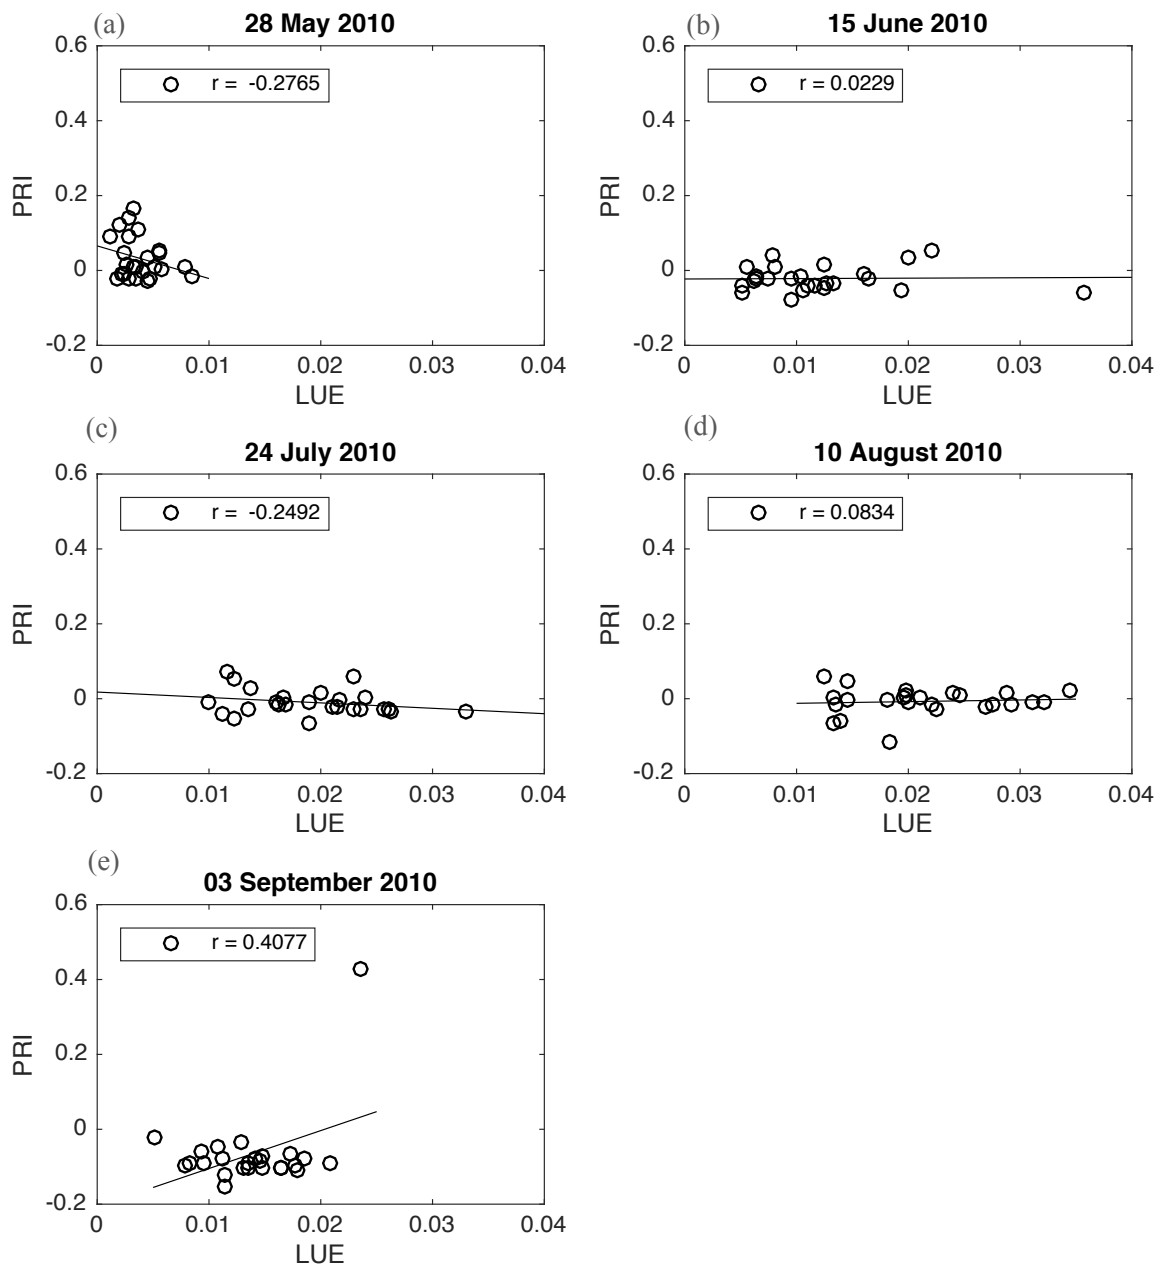 (a)
28 May 2010
0.6
r = -0.2765
0.4
PRI
0.2
0
-0.2
0 0.01 0.02 0.03 0.04
LUE
(b)
15 June 2010
0.6
r = 0.0229
0.4
PRI
0.2
0
-0.2
0 0.01 0.02 0.03 0.04
LUE
(c)
24 July 2010
0.6
r = -0.2492
0.4
PRI
0.2
0
-0.2
0 0.01 0.02 0.03 0.04
LUE
(d)
10 August 2010
0.6
r = 0.0834
0.4
PRI
0.2
0
-0.2
0 0.01 0.02 0.03 0.04
LUE
(e)
03 September 2010
0.6
r = 0.4077
0.4
PRI
0.2
0
-0.2
0 0.01 0.02 0.03 0.04
LUE